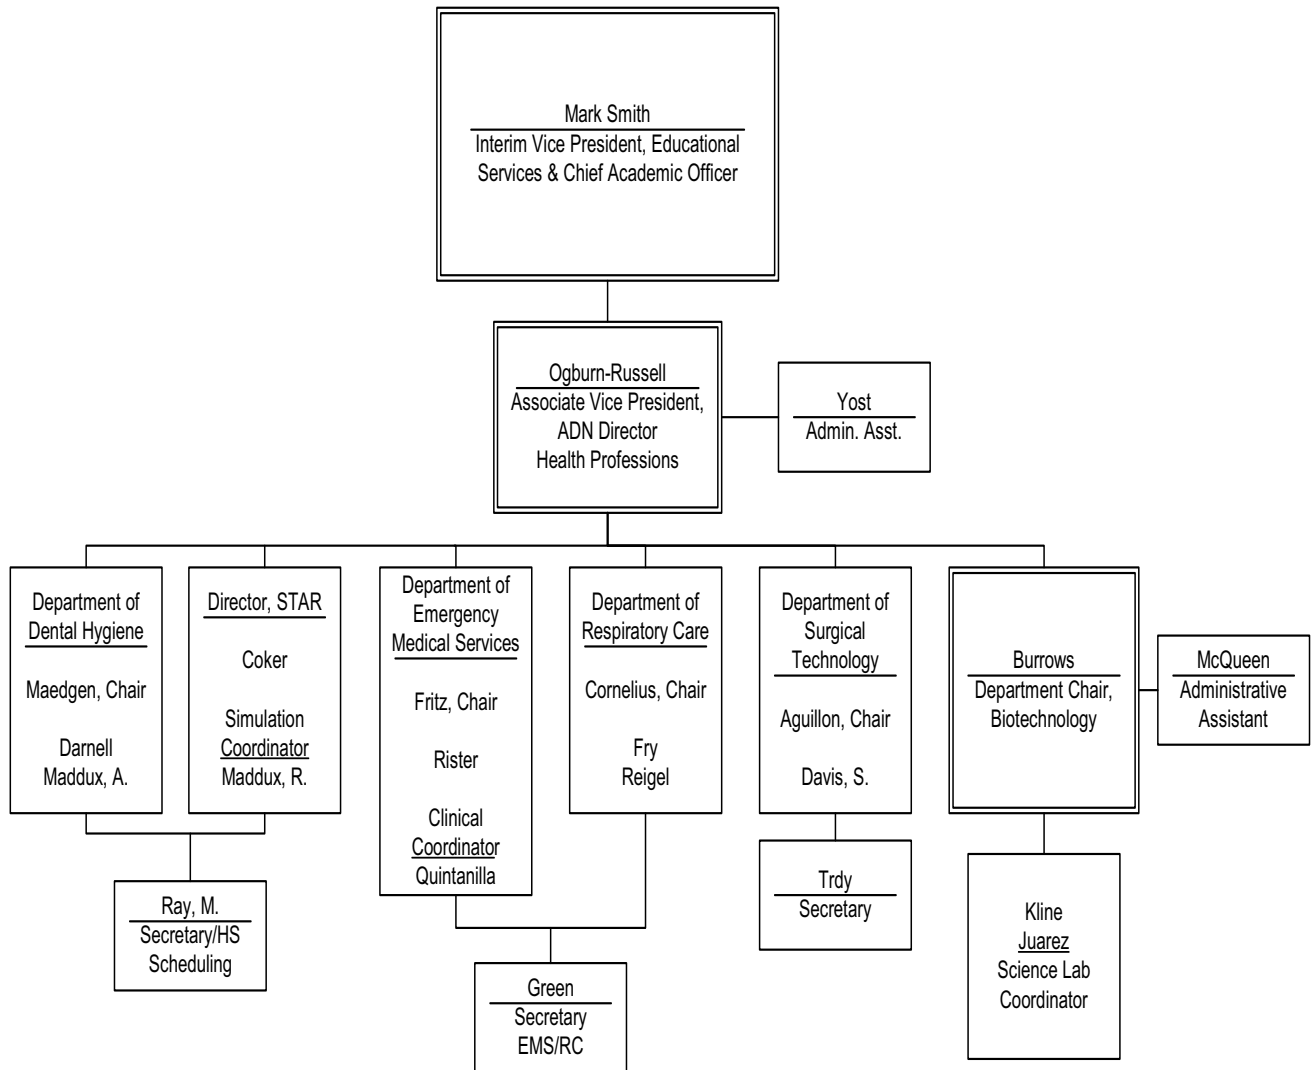 Mark Smith
Interim Vice President, Educational
Services & Chief Academic Officer
Ogburn-Russell
Associate Vice President,
ADN Director
Health Professions
Yost
Admin. Asst.
Department of
Dental Hygiene
Maedgen, Chair
Darnell
Maddux, A.
Director, STAR
Coker
Simulation
Coordinator
Maddux, R.
Department of
Emergency
Medical Services
Fritz, Chair
Rister
Clinical
Coordinator
Quintanilla
Department of
Respiratory Care
Cornelius, Chair
Fry
Reigel
Department of
Surgical
Technology
Aguillon, Chair
Davis, S.
Burrows
Department Chair,
Biotechnology
McQueen
Administrative
Assistant
Ray, M.
Secretary/HS
Scheduling
Green
Secretary
EMS/RC
Trdy
Secretary
Kline
Juarez
Science Lab
Coordinator